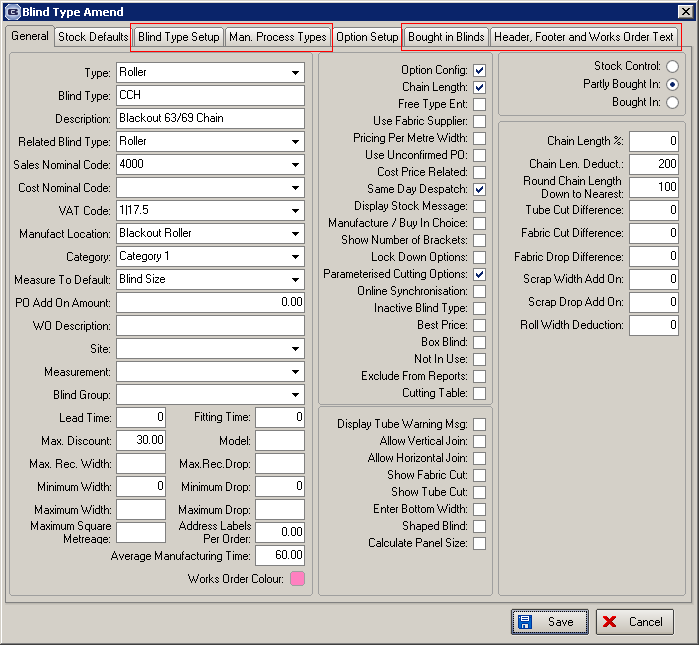 Blind Type Amend
General Stock Defaults Blind Type Setup Man. Process Types Option Setup Bought in Blinds Header, Footer and Works Order Text
Type: Roller
Blind Type: CCH
Description: Blackout 63/69 Chain
Related Blind Type: Roller
Sales Nominal Code: 4000
Cost Nominal Code:
VAT Code: 1|17.5
Manufact Location: Blackout Roller
Category: Category 1
Measure To Default: Blind Size
PO Add On Amount: 0.00
WO Description:
Site:
Measurement:
Blind Group:
Lead Time: 0 Fitting Time: 0
Max. Discount: 30.00 Model:
Max. Rec. Width: Max.Rec.Drop:
Minimum Width: 0 Minimum Drop: 0
Maximum Width: Maximum Drop:
Maximum Square Metreage: Address Labels Per Order: 0.00
Average Manufacturing Time: 60.00
Works Order Colour:
Option Config:
Chain Length:
Free Type Ent:
Use Fabric Supplier:
Pricing Per Metre Width:
Use Unconfirmed PO:
Cost Price Related:
Same Day Despatch:
Display Stock Message:
Manufacture / Buy In Choice:
Show Number of Brackets:
Lock Down Options:
Parameterised Cutting Options:
Online Synchronisation:
Inactive Blind Type:
Best Price:
Box Blind:
Not In Use:
Exclude From Reports:
Cutting Table:
Display Tube Warning Msg:
Allow Vertical Join:
Allow Horizontal Join:
Show Fabric Cut:
Show Tube Cut:
Enter Bottom Width:
Shaped Blind:
Calculate Panel Size:
Stock Control:
Partly Bought In:
Bought In:
Chain Length %: 0
Chain Len. Deduct.: 200
Round Chain Length Down to Nearest: 100
Tube Cut Difference: 0
Fabric Cut Difference: 0
Fabric Drop Difference: 0
Scrap Width Add On: 0
Scrap Drop Add On: 0
Roll Width Deduction: 0
Save Cancel